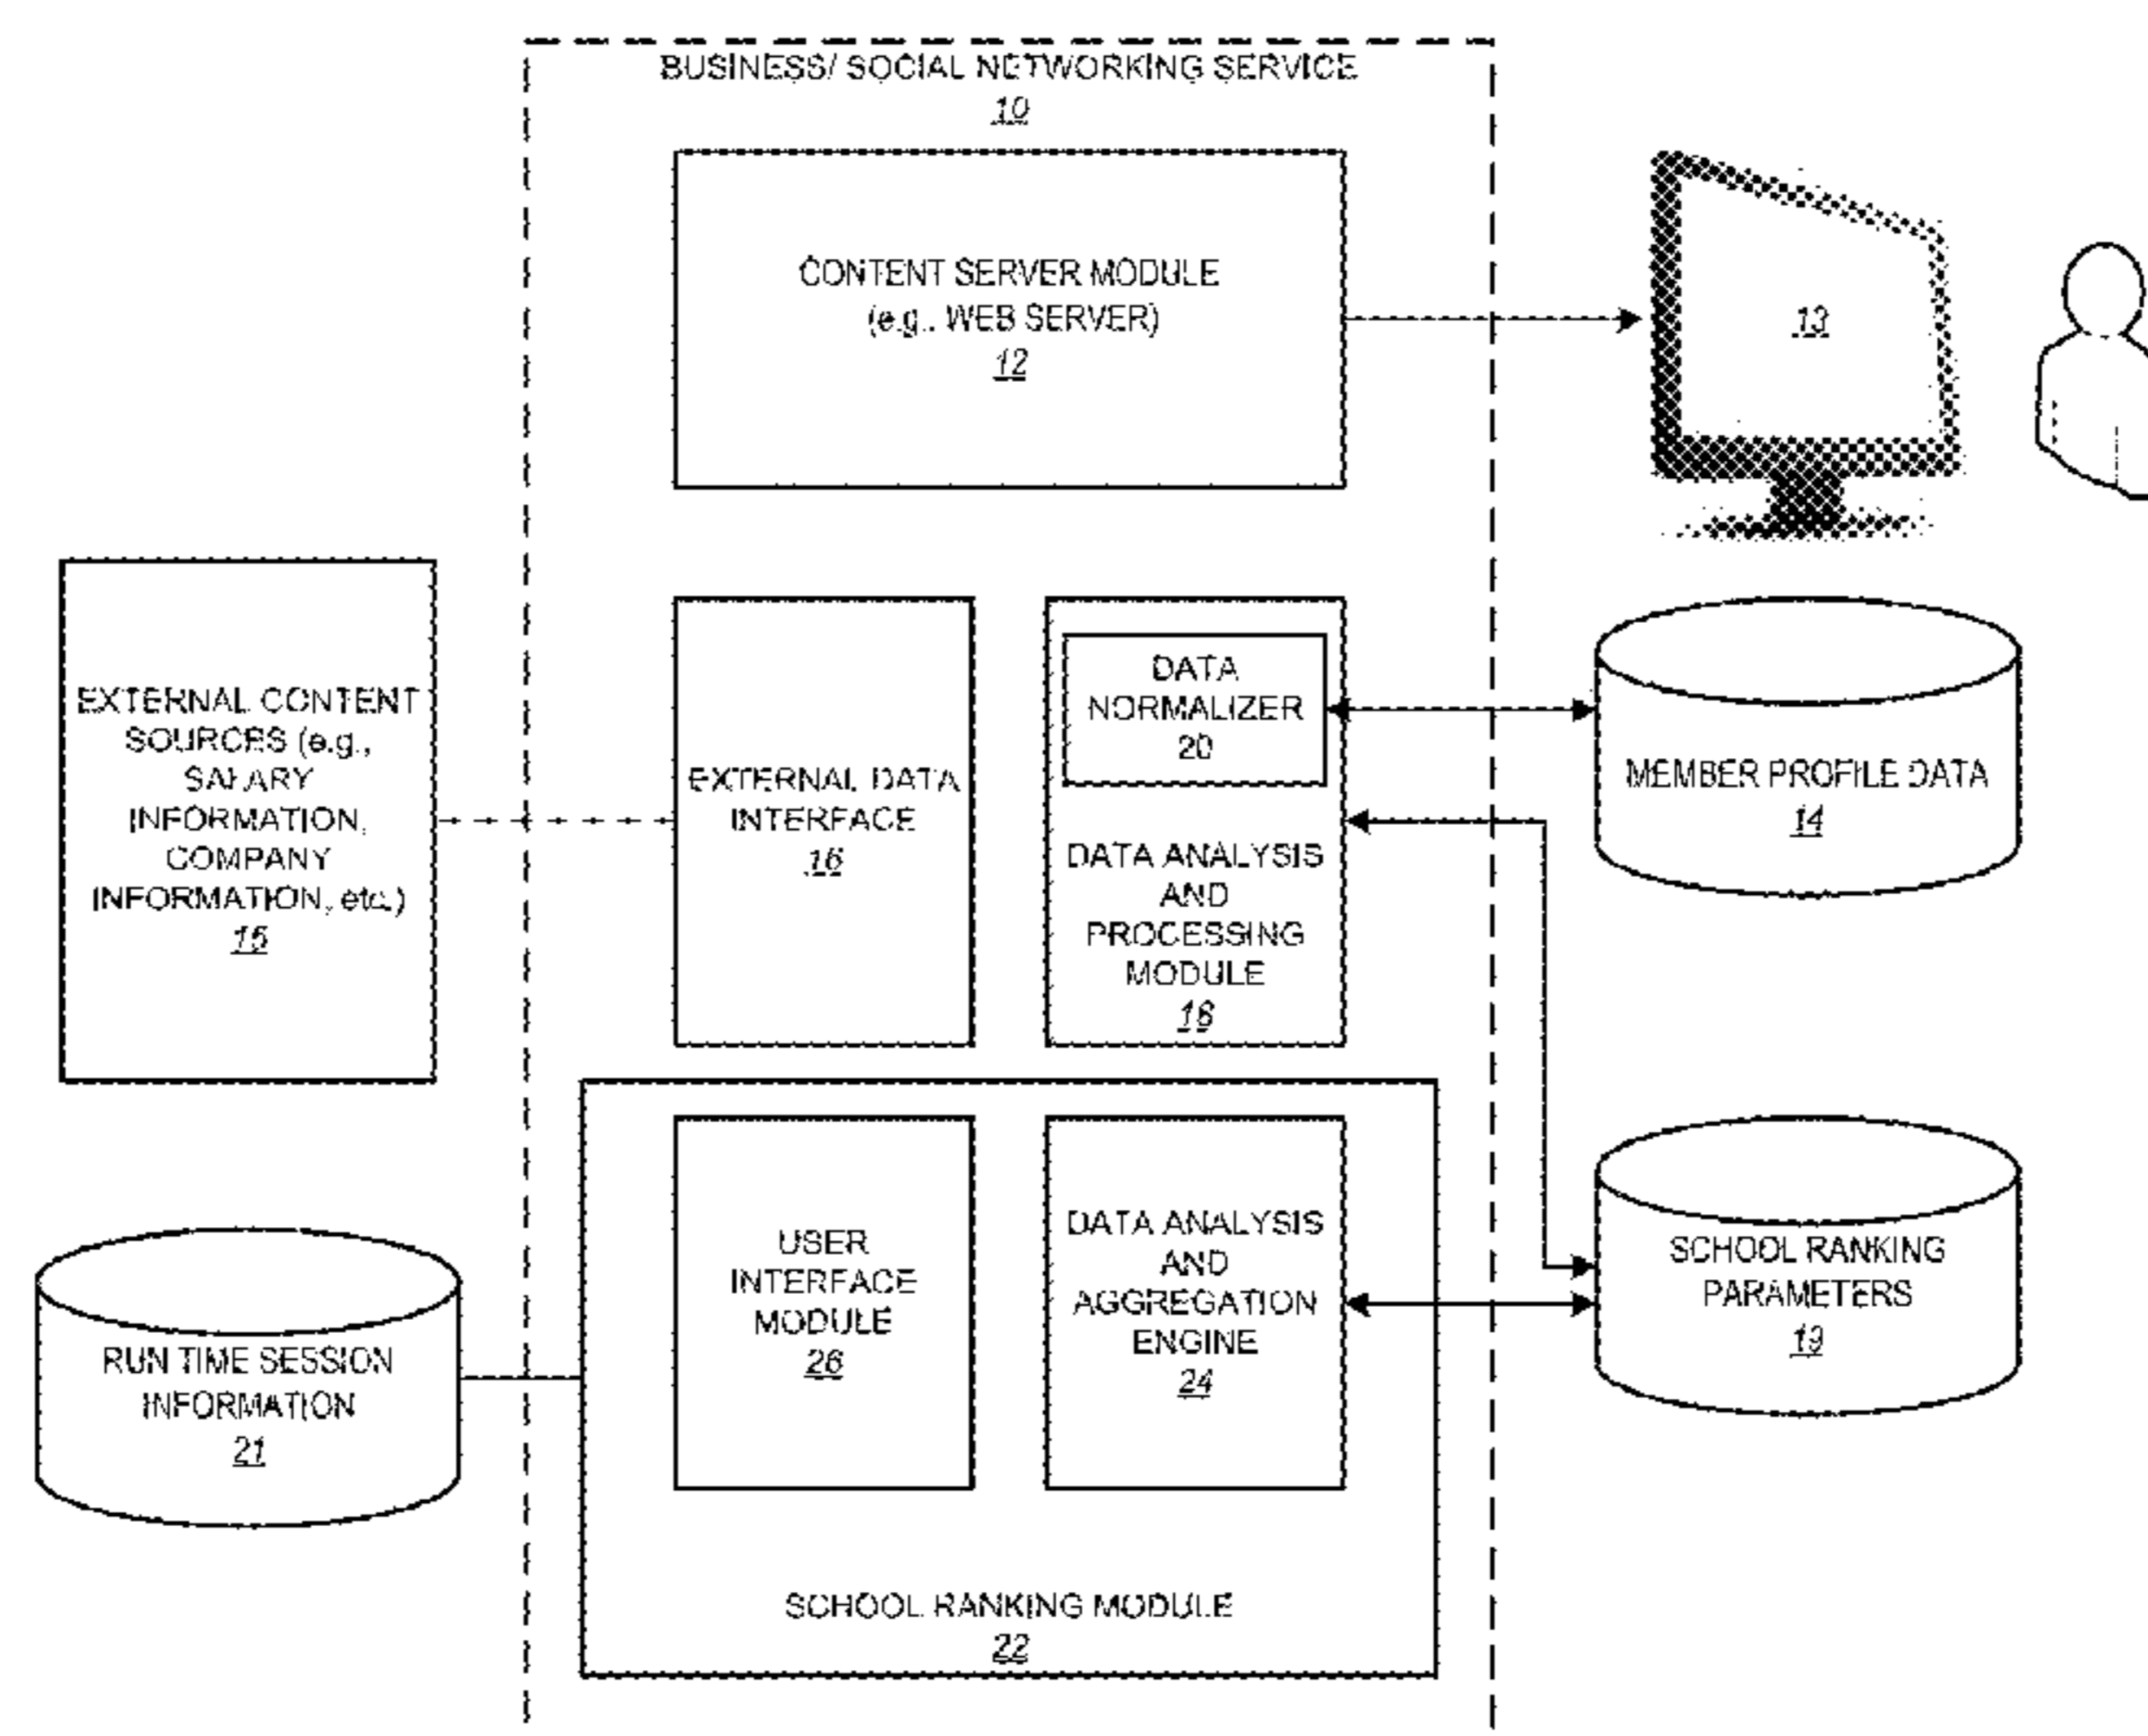 BUSINESS/ SOCIAL NETWORKING SERVICE
10
CONTENT SERVER MODULE
(e.g., WEB SERVER)
12
13
EXTERNAL CONTENT
SOURCES (e.g.,
SALARY
INFORMATION,
COMPANY
INFORMATION, etc.)
15
EXTERNAL DATA
INTERFACE
16
DATA
NORMALIZER
20
DATA ANALYSIS
AND
PROCESSING
MODULE
18
MEMBER PROFILE DATA
14
RUN TIME SESSION
INFORMATION
21
USER
INTERFACE
MODULE
26
DATA ANALYSIS
AND
AGGREGATION
ENGINE
24
SCHOOL RANKING
PARAMETERS
19
SCHOOL RANKING MODULE
22